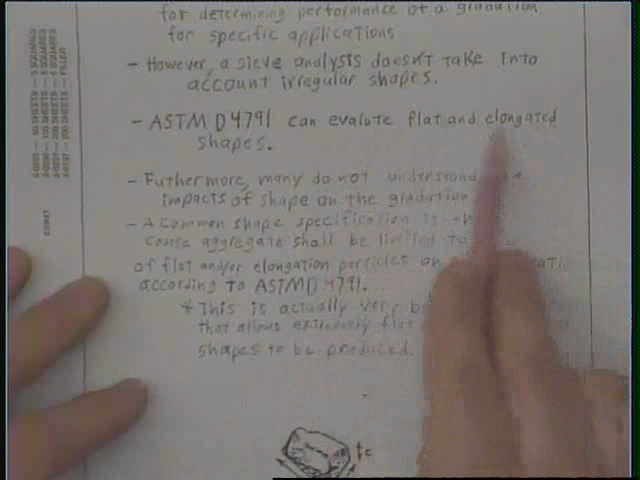 for determining performance of a gradation
for specific applications
- However, a sieve analysis doesn't take into
account irregular shapes.
- ASTM D4791 can evalute flat and elongated
shapes.
- Futhermore, many do not understand
impacts of shape on the gradation
- A common shape specification is
course aggregate shall be limited to
of flat and/or elongation particles on
according to ASTM D 4791.
* This is actually very
that allows extremely flat
shapes to be produced.